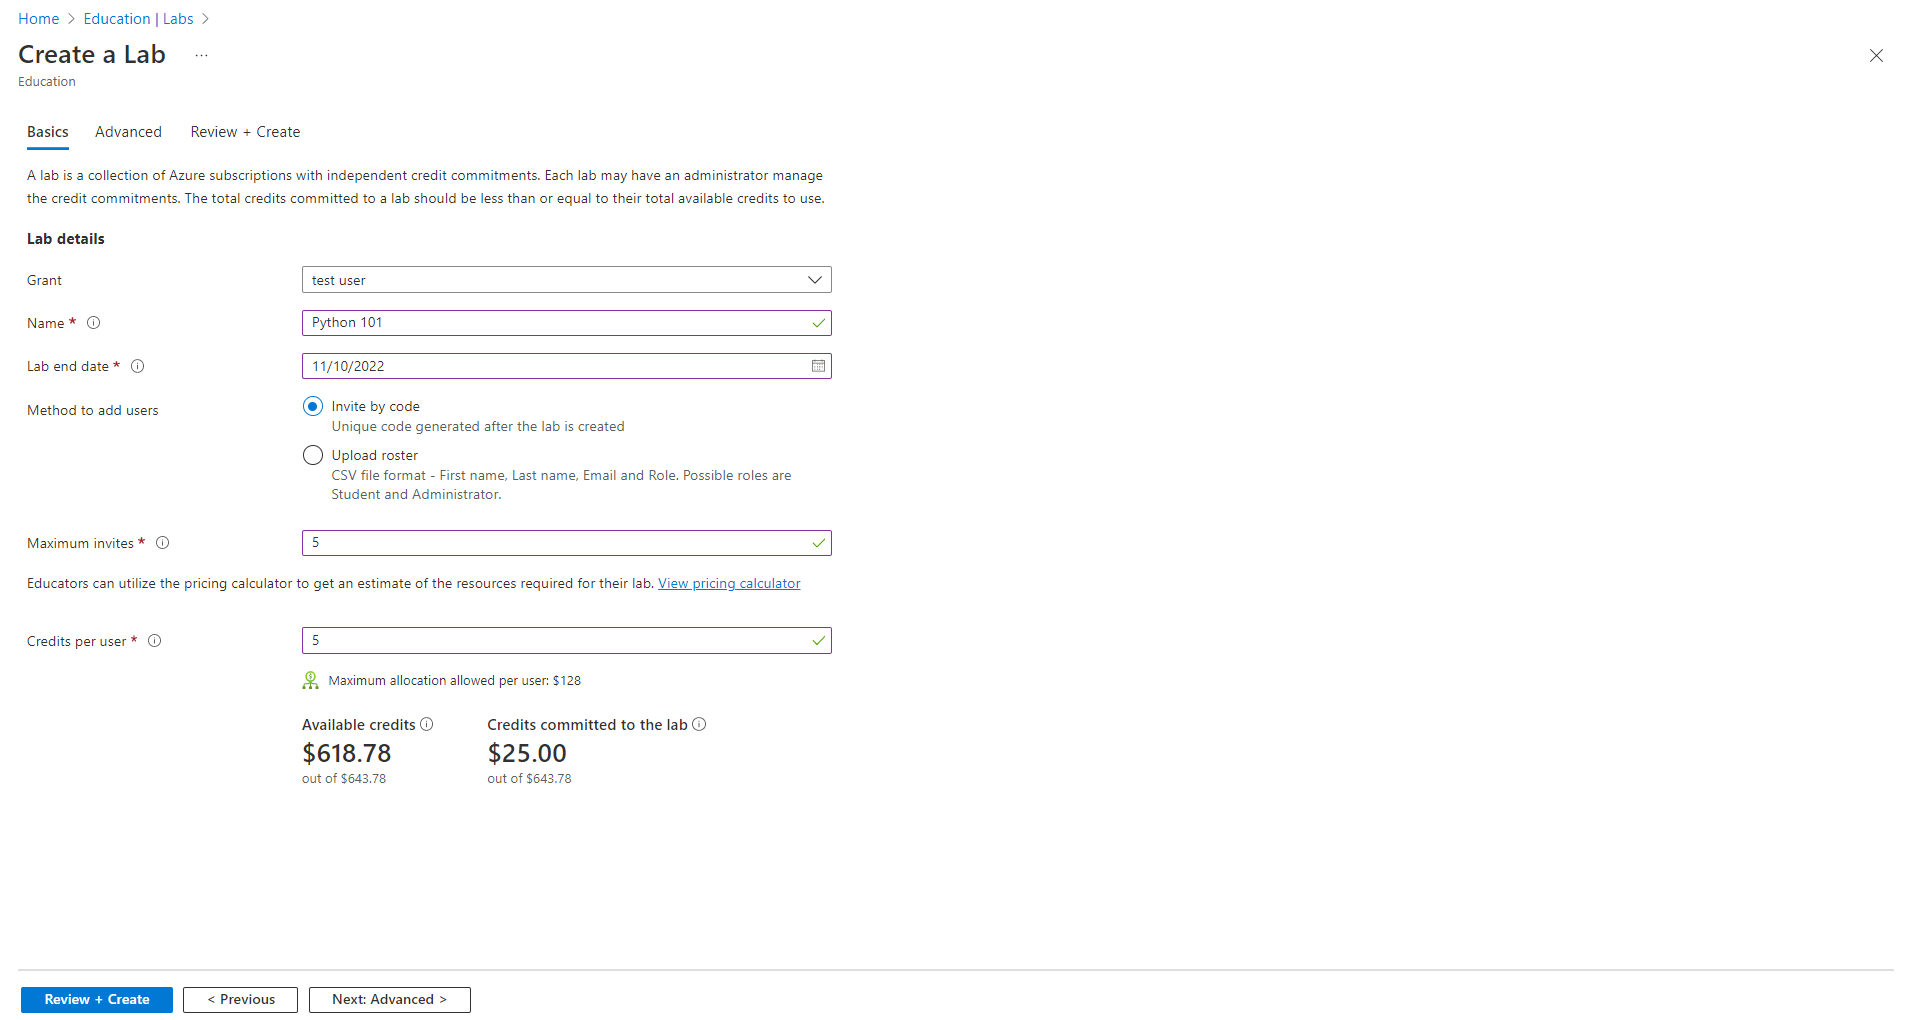 Home > Education | Labs >
Create a Lab ...
Education
Basics Advanced Review + Create
A lab is a collection of Azure subscriptions with independent credit commitments. Each lab may have an administrator manage
the credit commitments. The total credits committed to a lab should be less than or equal to their total available credits to use.
Lab details
Grant test user
Name * Python 101
Lab end date * 11/10/2022
Method to add users Invite by code
Unique code generated after the lab is created
Upload roster
CSV file format - First name, Last name, Email and Role. Possible roles are
Student and Administrator.
Maximum invites * 5
Educators can utilize the pricing calculator to get an estimate of the resources required for their lab. View pricing calculator
Credits per user * 5
Maximum allocation allowed per user: $128
Available credits Credits committed to the lab
$618.78 $25.00
out of $643.78 out of $643.78
Review + Create < Previous Next: Advanced >